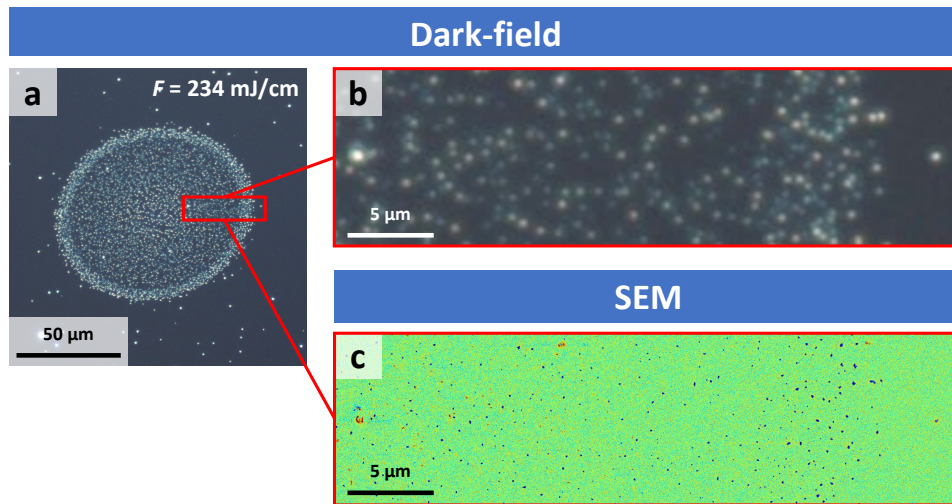 Dark-field
a
F = 234 mJ/cm
50 µm
b
5 µm
SEM
c
5 µm